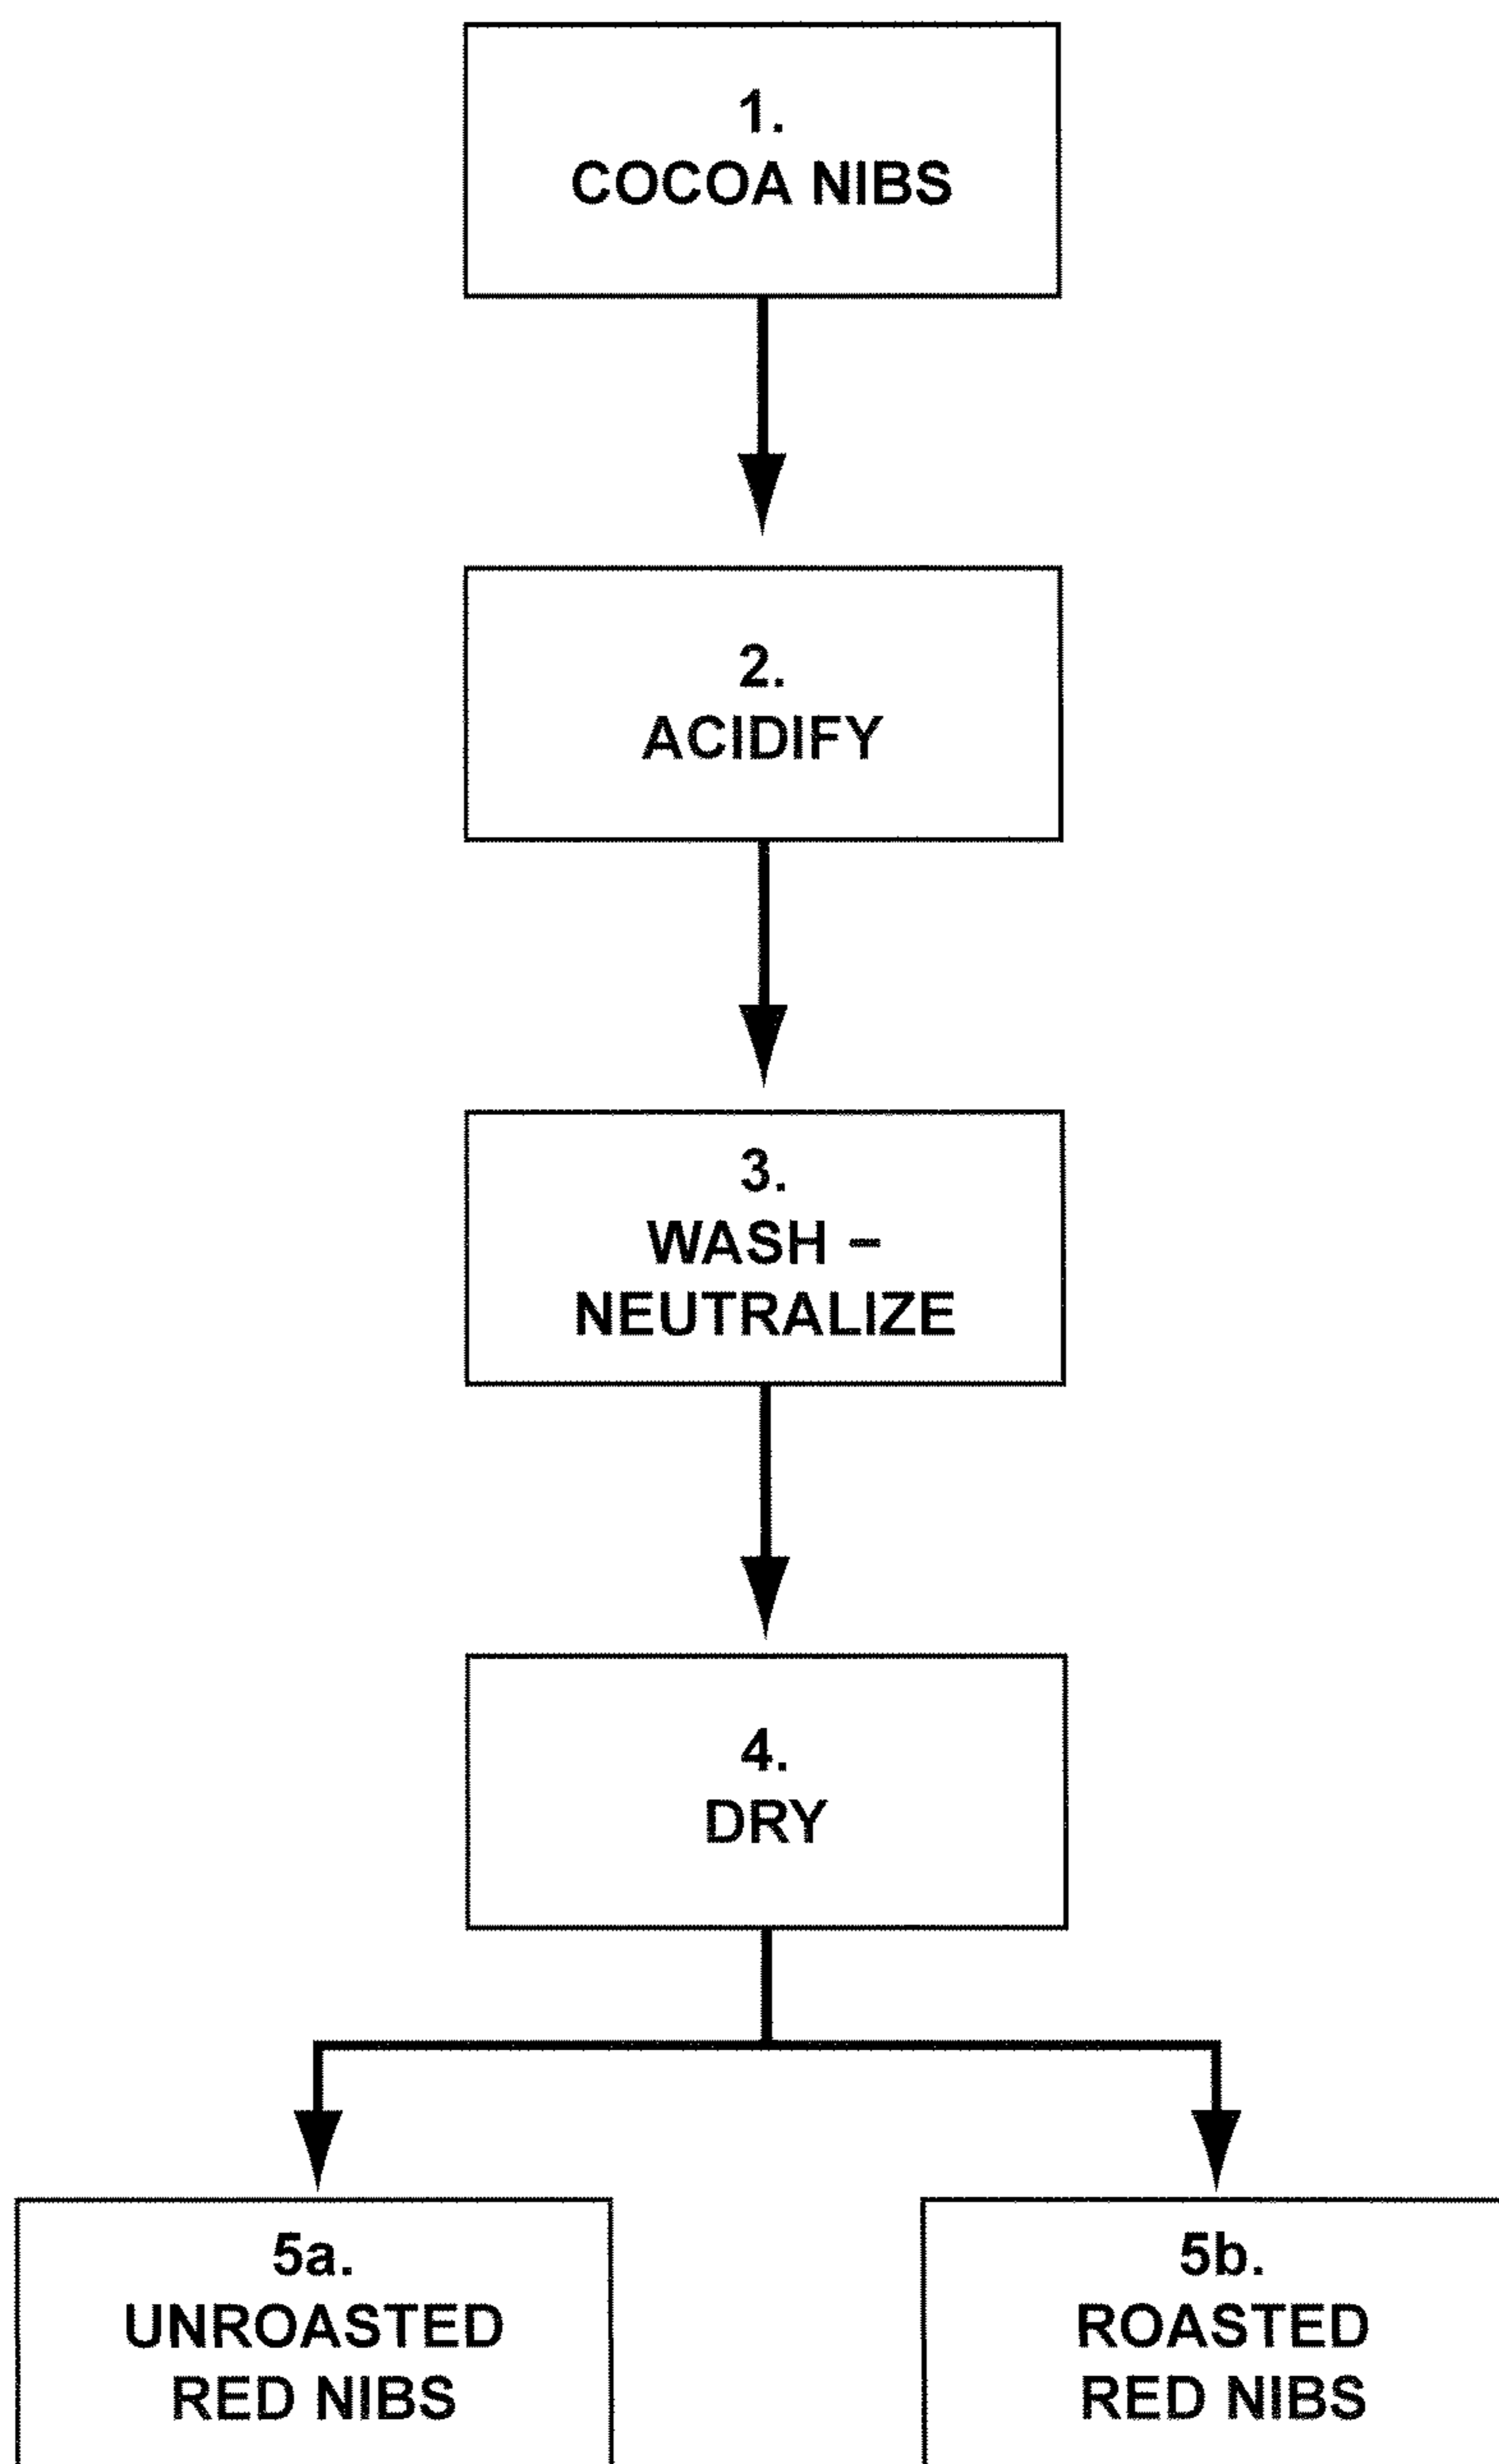 1.
COCOA NIBS
2.
ACIDIFY
3.
WASH –
NEUTRALIZE
4.
DRY
5a.
UNROASTED
RED NIBS
5b.
ROASTED
RED NIBS